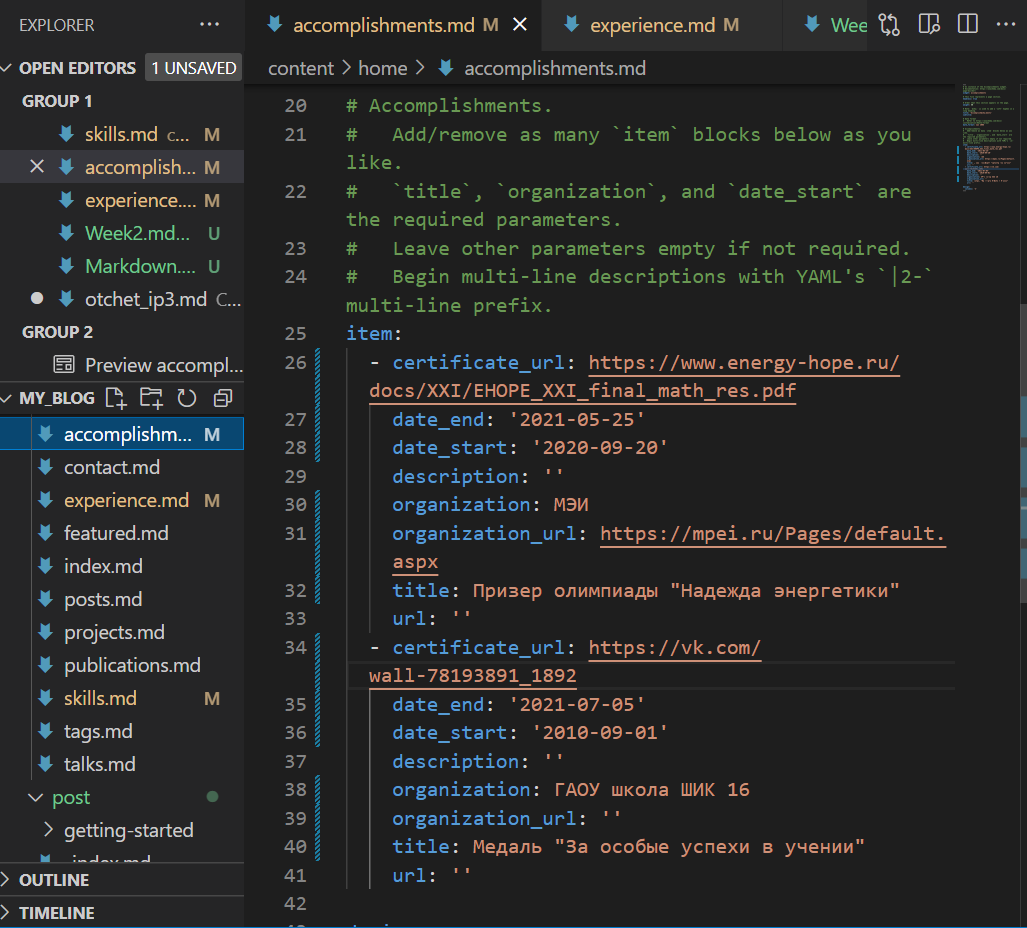 EXPLORER ...
OPEN EDITORS 1 UNSAVED
GROUP 1
skills.md c... M
accomplish... M
experience.... M
Week2.md... U
Markdown.... U
otchet_ip3.md C...
GROUP 2
Preview accompl...
MY_BLOG
accomplishm... M
contact.md
experience.md M
featured.md
index.md
posts.md
projects.md
publications.md
skills.md M
tags.md
talks.md
post
getting-started
_index.md
OUTLINE
TIMELINE
accomplishments.md M experience.md M Wee
content > home > accomplishments.md
20 # Accomplishments.
21 #   Add/remove as many `item` blocks below as you
like.
22 #   `title`, `organization`, and `date_start` are
the required parameters.
23 #   Leave other parameters empty if not required.
24 #   Begin multi-line descriptions with YAML's `|2-`
multi-line prefix.
25 item:
26 - certificate_url: https://www.energy-hope.ru/
docs/XXI/EHOPE_XXI_final_math_res.pdf
27 date_end: '2021-05-25'
28 date_start: '2020-09-20'
29 description: ''
30 organization: МЭИ
31 organization_url: https://mpei.ru/Pages/default.
aspx
32 title: Призер олимпиады "Надежда энергетики"
33 url: ''
34 - certificate_url: https://vk.com/
wall-78193891_1892
35 date_end: '2021-07-05'
36 date_start: '2010-09-01'
37 description: ''
38 organization: ГАОУ школа ШИК 16
39 organization_url: ''
40 title: Медаль "За особые успехи в учении"
41 url: ''
42